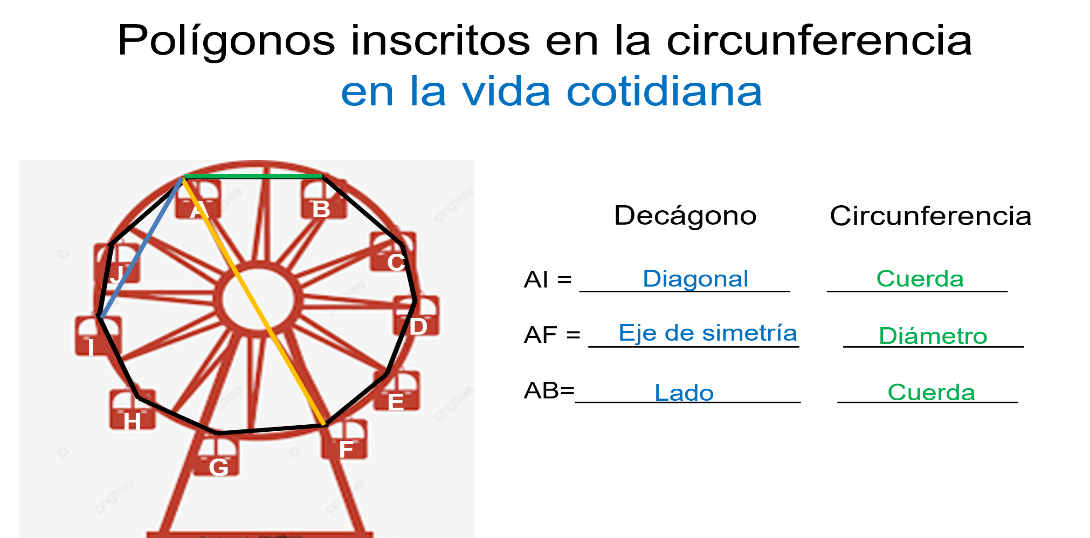 Polígonos inscritos en la circunferencia
en la vida cotidiana
Decágono Circunferencia
AI = Diagonal Cuerda
AF = Eje de simetría Diámetro
AB= Lado Cuerda
A
B
C
J
D
I
E
H
F
G